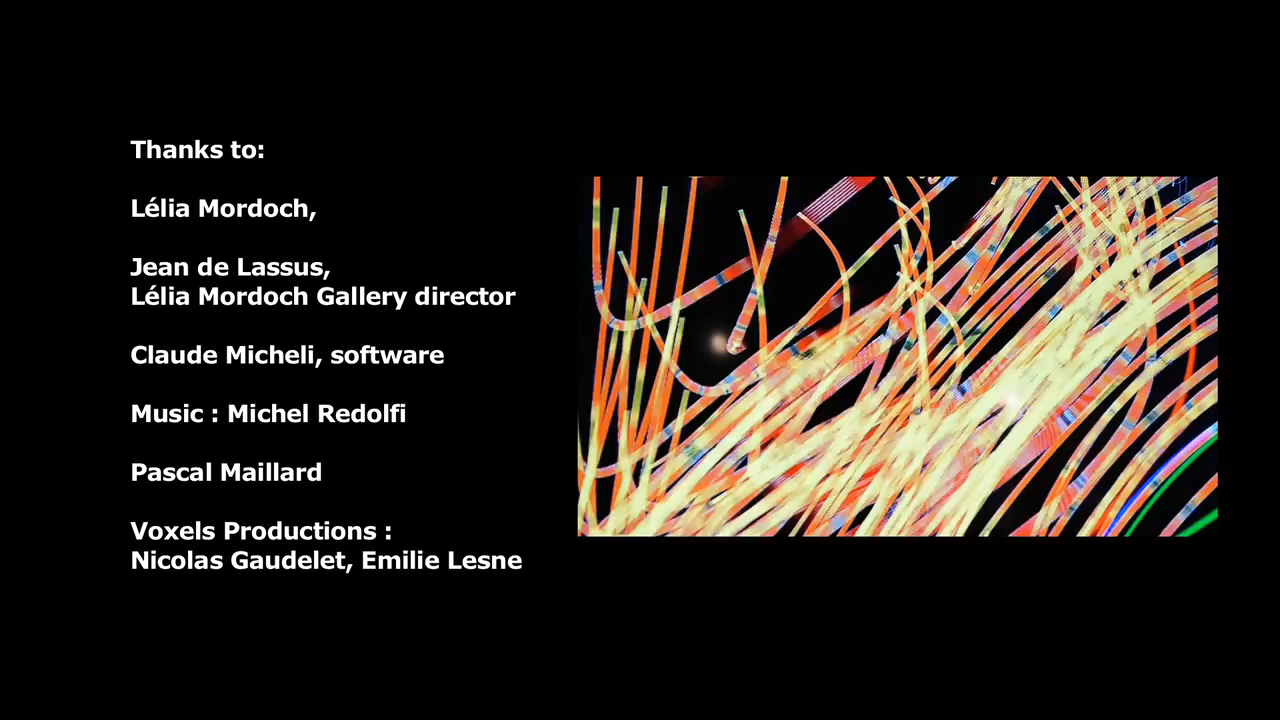 Thanks to:
Lélia Mordoch,
Jean de Lassus,
Lélia Mordoch Gallery director
Claude Micheli, software
Music : Michel Redolfi
Pascal Maillard
Voxels Productions :
Nicolas Gaudelet, Emilie Lesne